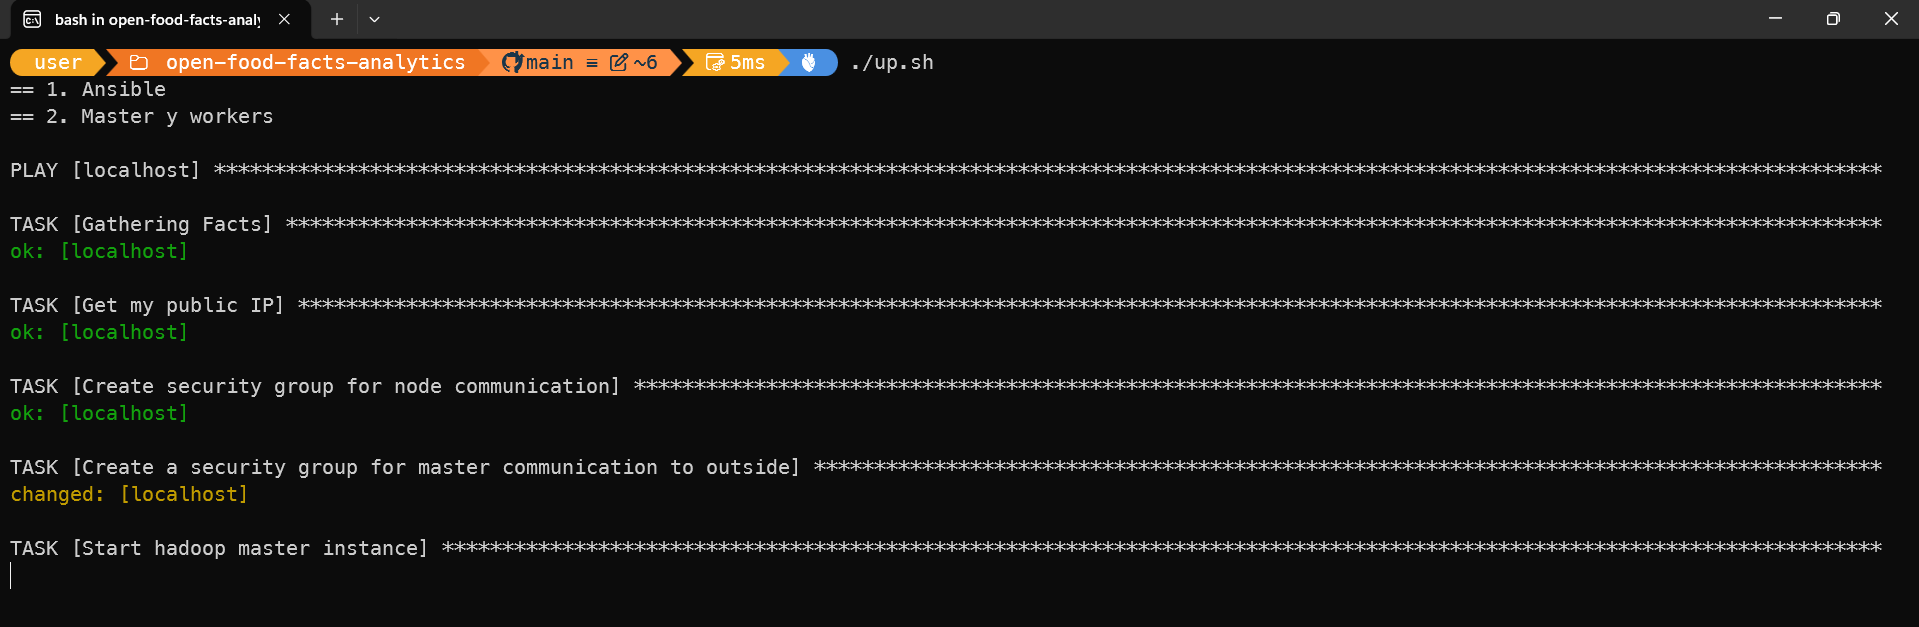 bash in open-food-facts-analy
user open-food-facts-analytics main ≡ ~6 5ms ./up.sh
== 1. Ansible
== 2. Master y workers
PLAY [localhost] *******************************************************************************************************************************************
TASK [Gathering Facts] *************************************************************************************************************************************
ok: [localhost]
TASK [Get my public IP] ************************************************************************************************************************************
ok: [localhost]
TASK [Create security group for node communication] ********************************************************************************************************
ok: [localhost]
TASK [Create a security group for master communication to outside] *****************************************************************************************
changed: [localhost]
TASK [Start hadoop master instance] ************************************************************************************************************************